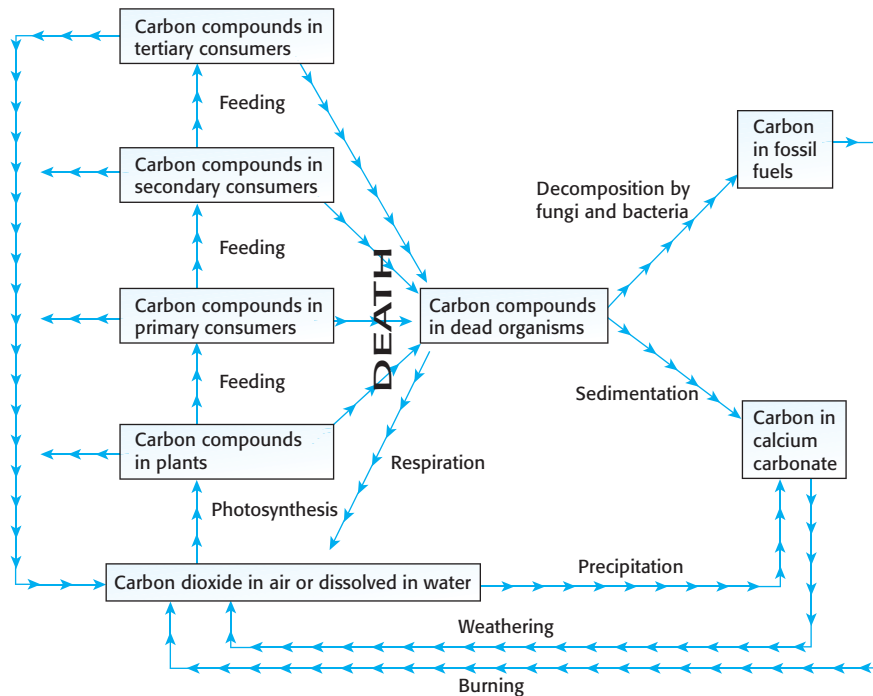 Carbon compounds in
tertiary consumers
Feeding
Carbon compounds in
secondary consumers
Feeding
Carbon compounds in
primary consumers
Feeding
Carbon compounds
in plants
Photosynthesis
Carbon dioxide in air or dissolved in water
DEATH
Carbon compounds
in dead organisms
Respiration
Decomposition by
fungi and bacteria
Carbon
in fossil
fuels
Sedimentation
Carbon in
calcium
carbonate
Precipitation
Weathering
Burning